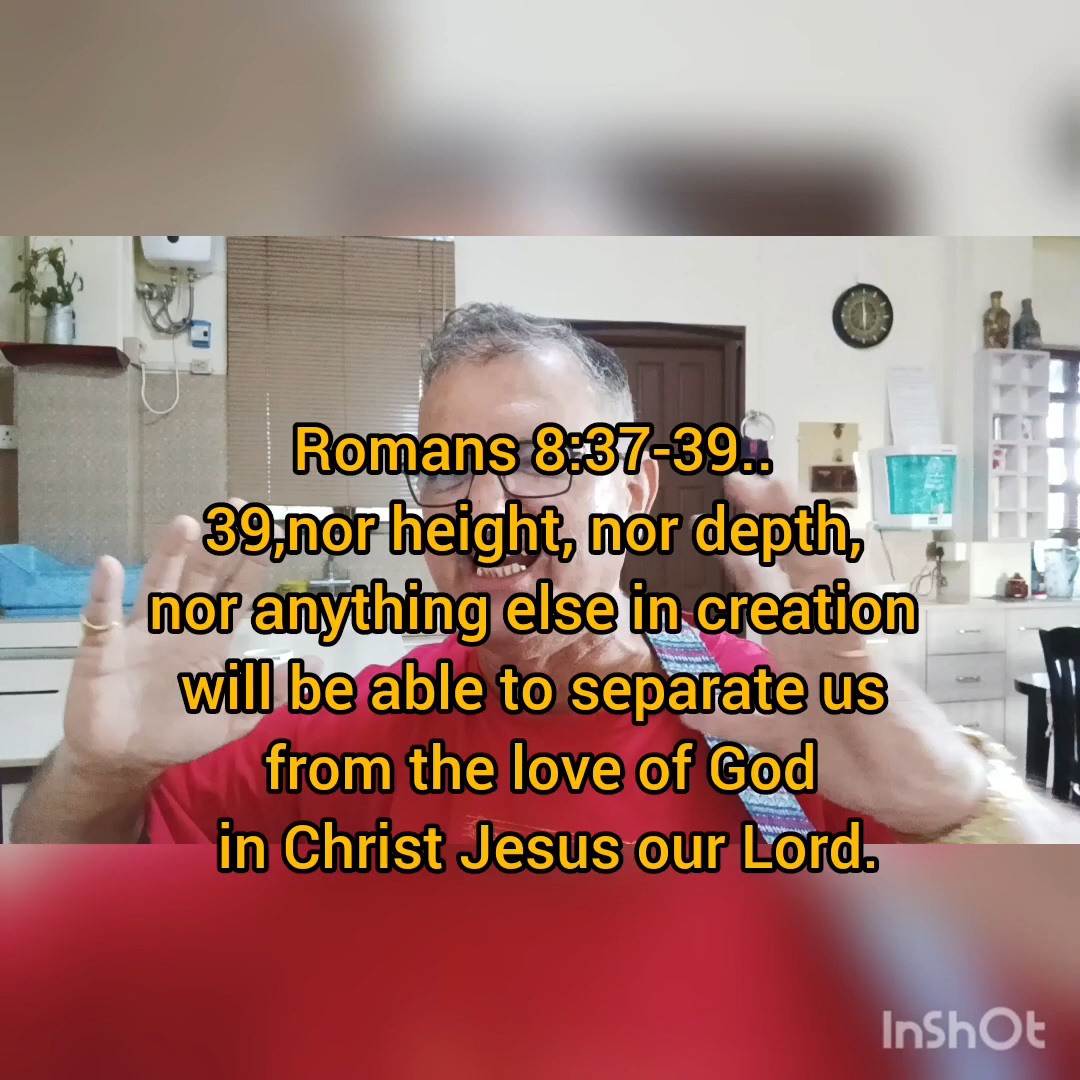 Romans 8:37-39..
39,nor height, nor depth,
nor anything else in creation
will be able to separate us
from the love of God
in Christ Jesus our Lord.
InShOt